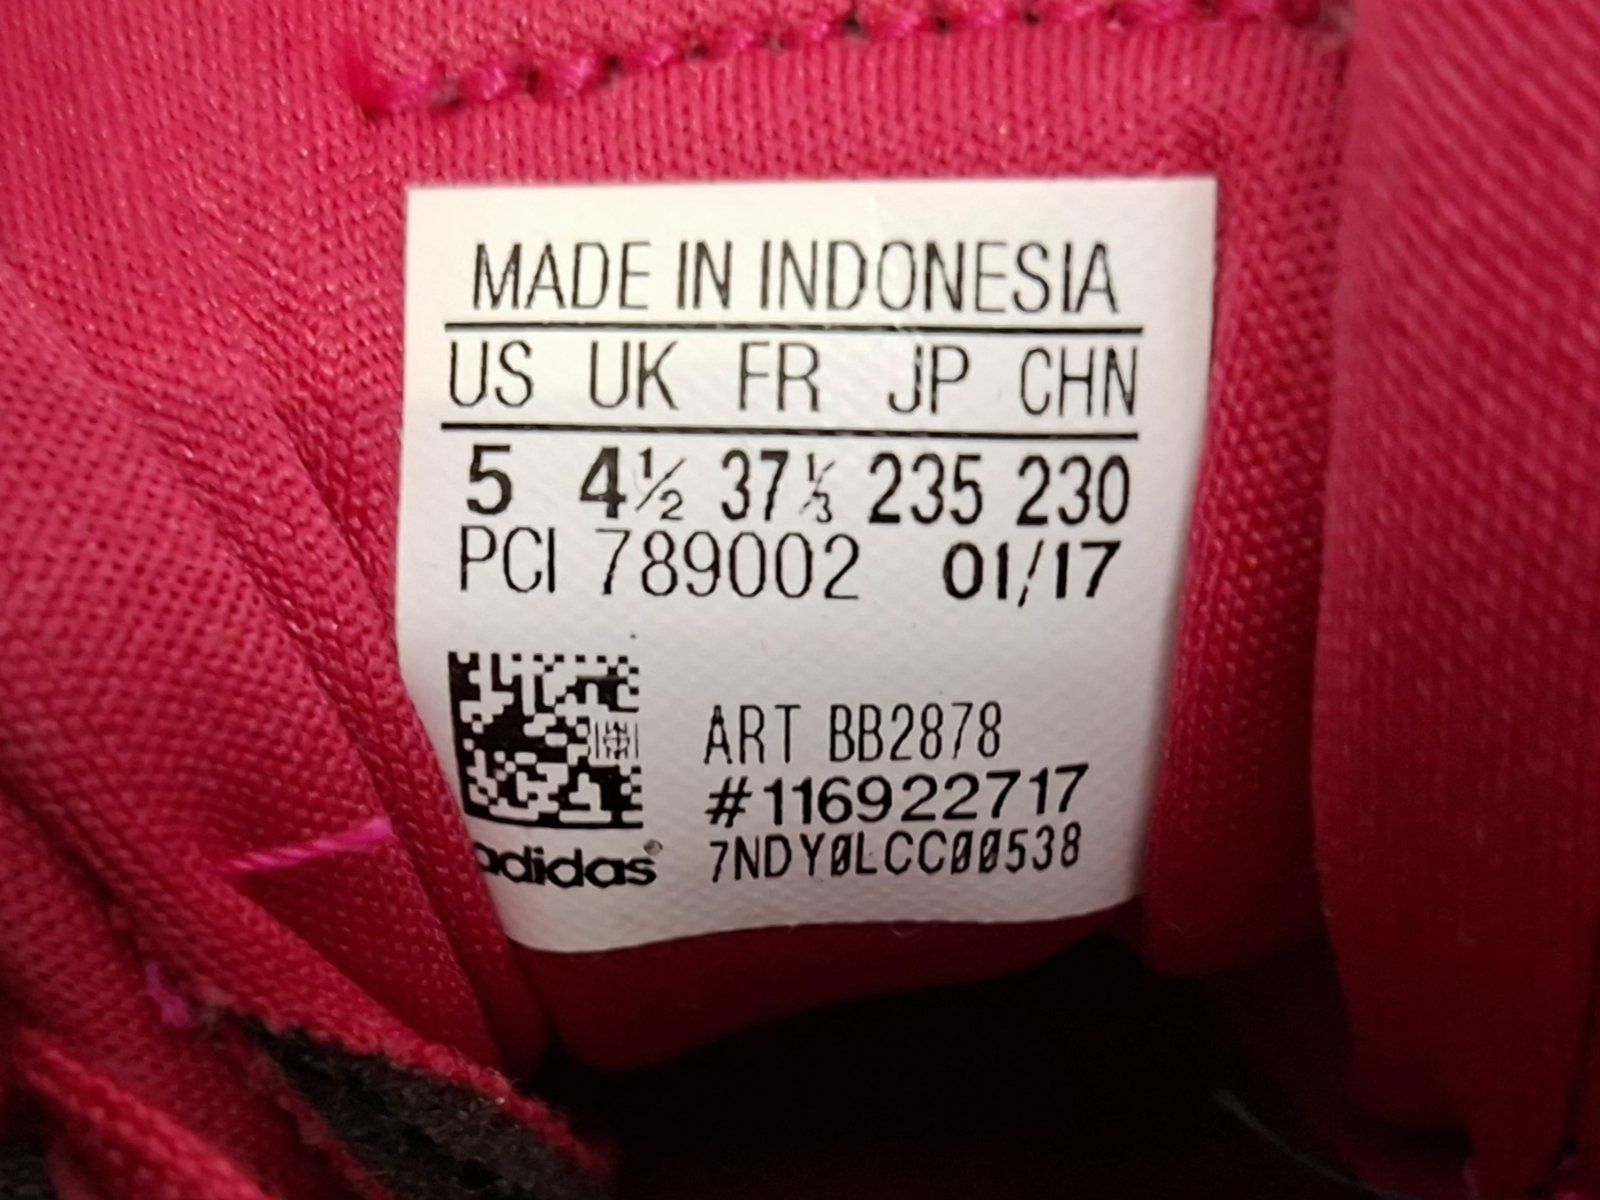 MADE IN INDONESIA
US UK FR JP CHN
5 4½ 37⅓ 235 230
PCI 789002 01/17
ART BB2878
#116922717
adidas® 7NDY0LCC00538